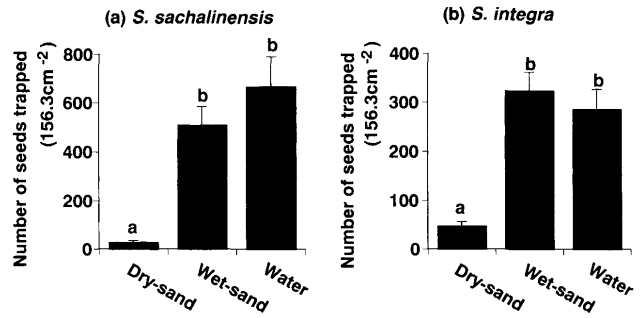 (a) S. sachalinensis
Number of seeds trapped
(156.3cm⁻²)
800
600
400
200
0
a
b
b
Dry-sand
Wet-sand
Water
(b) S. integra
Number of seeds trapped
(156.3cm⁻²)
400
300
200
100
0
a
b
b
Dry-sand
Wet-sand
Water